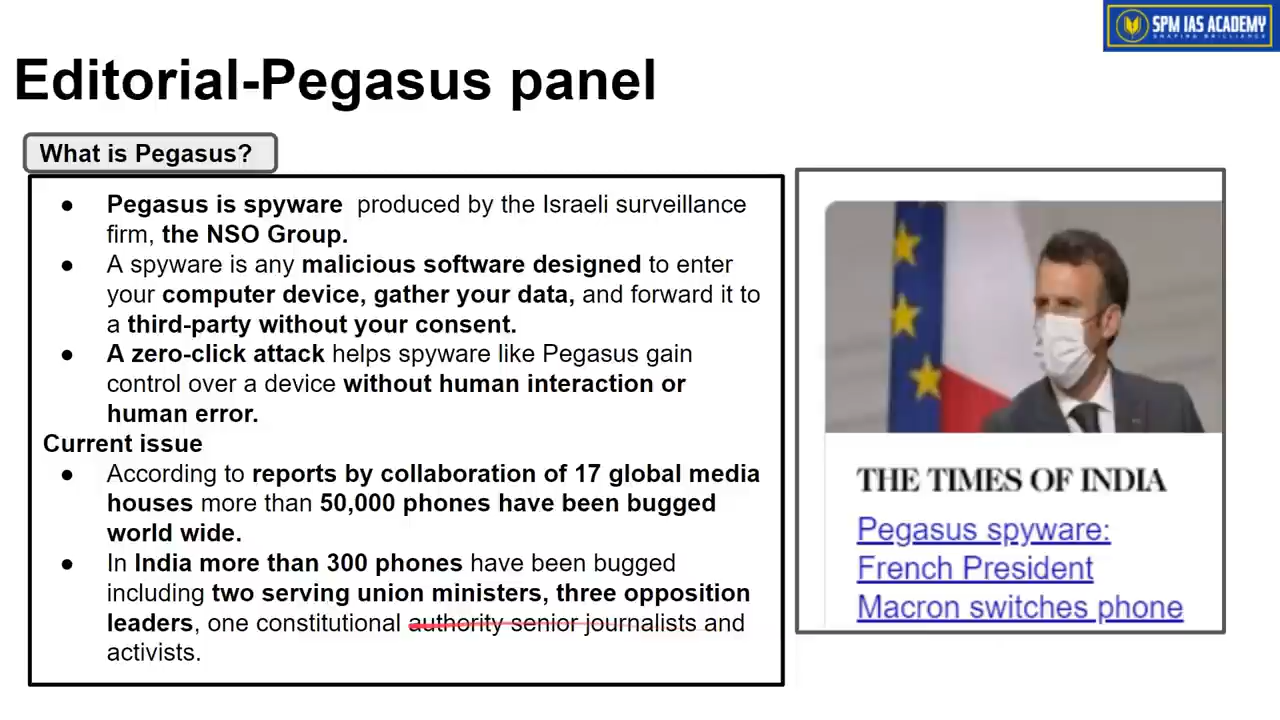 SPM IAS ACADEMY
SHAPING BRILLIANCE
Editorial-Pegasus panel
What is Pegasus?
● Pegasus is spyware produced by the Israeli surveillance
firm, the NSO Group.
● A spyware is any malicious software designed to enter
your computer device, gather your data, and forward it to
a third-party without your consent.
● A zero-click attack helps spyware like Pegasus gain
control over a device without human interaction or
human error.
Current issue
● According to reports by collaboration of 17 global media
houses more than 50,000 phones have been bugged
world wide.
● In India more than 300 phones have been bugged
including two serving union ministers, three opposition
leaders, one constitutional authority senior journalists and
activists.
THE TIMES OF INDIA
Pegasus spyware:
French President
Macron switches phone